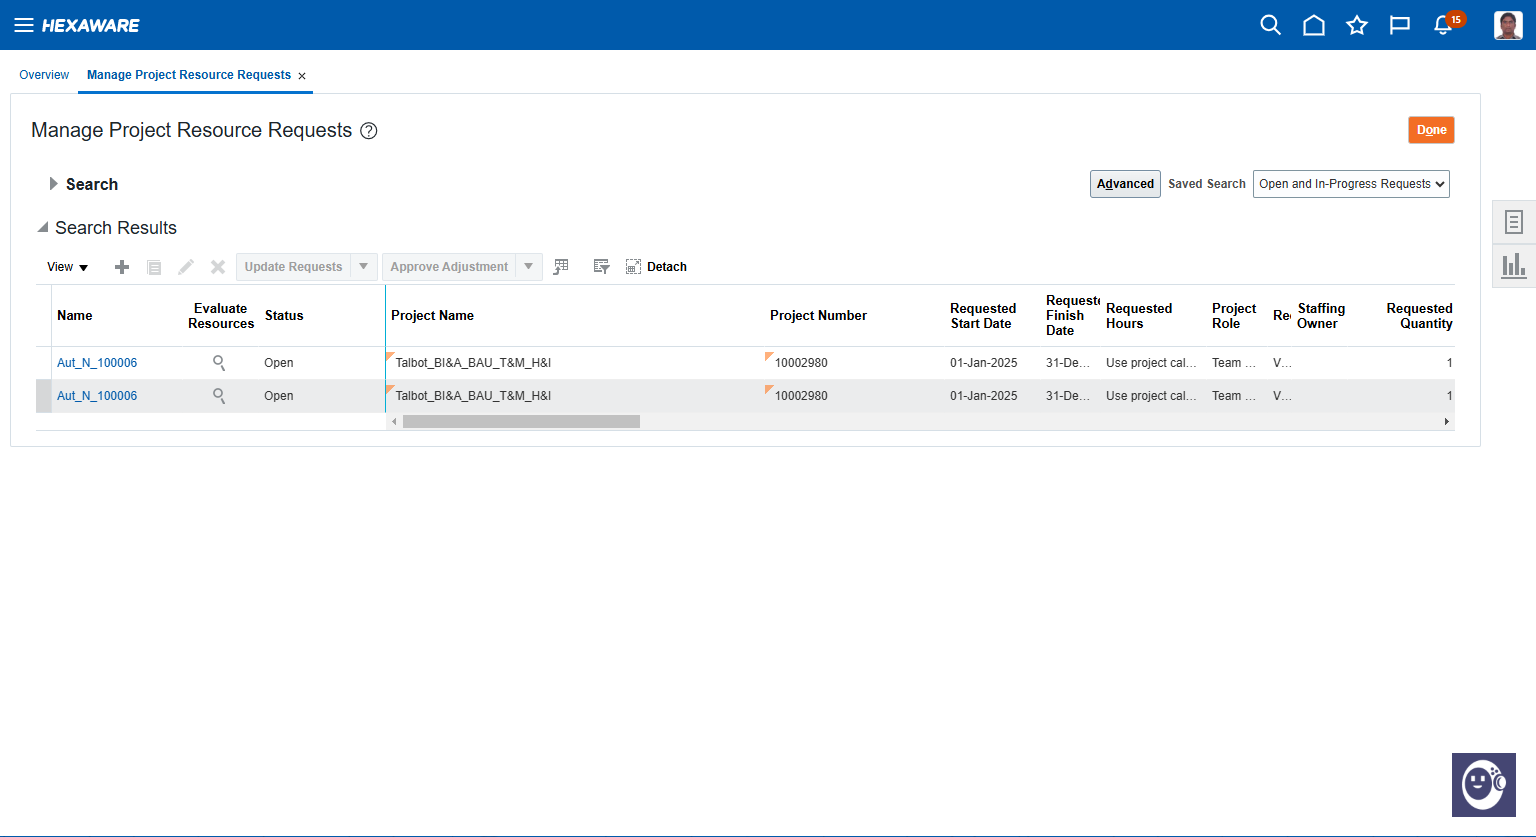 HEXAWARE
15
Overview
Manage Project Resource Requests ×
Manage Project Resource Requests ?
Done
Search
Advanced Saved Search Open and In-Progress Requests
Search Results
View Update Requests Approve Adjustment Detach
Name Evaluate Resources Status Project Name Project Number Requested Start Date Requeste Finish Date Requested Hours Project Role Re Staffing Owner Requested Quantity
Aut_N_100006 Open Talbot_BI&A_BAU_T&M_H&I 10002980 01-Jan-2025 31-De... Use project cal... Team ... V... 1
Aut_N_100006 Open Talbot_BI&A_BAU_T&M_H&I 10002980 01-Jan-2025 31-De... Use project cal... Team ... V... 1